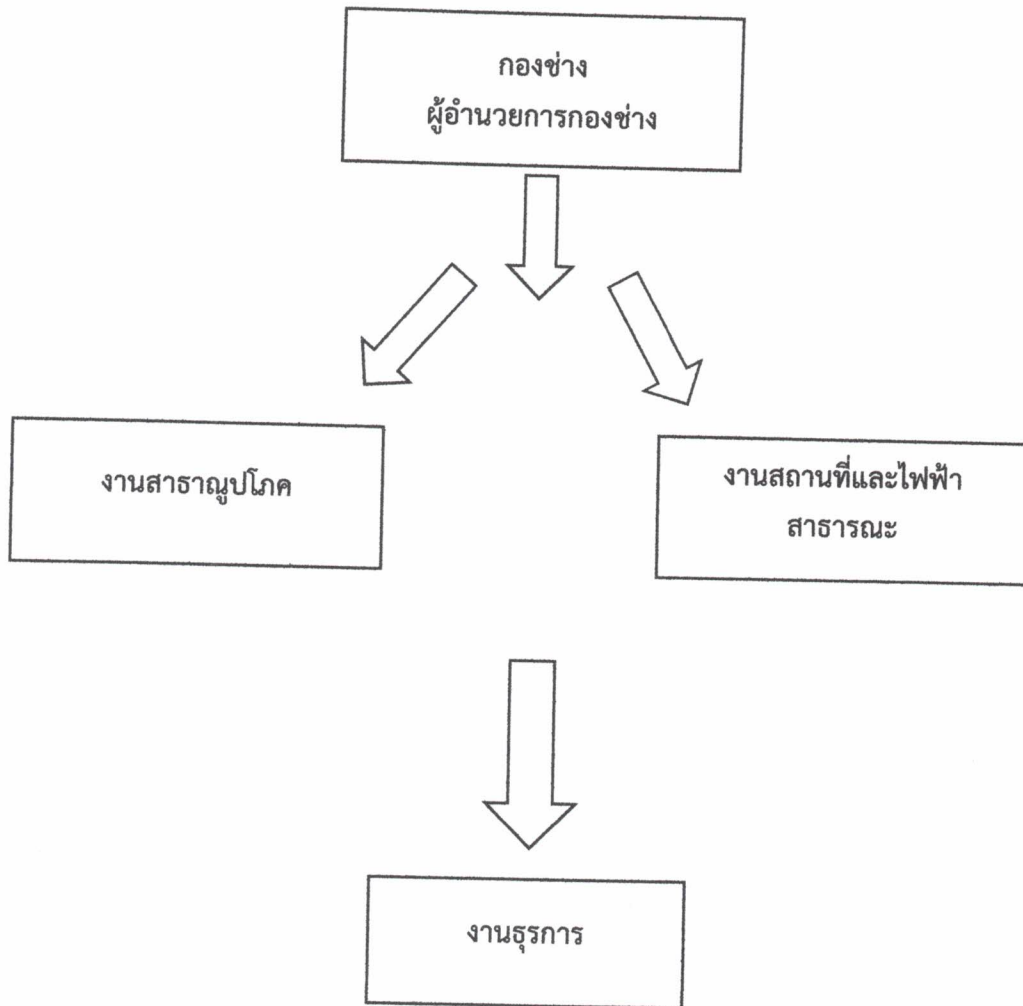 กองช่าง
ผู้อำนวยการกองช่าง
งานสาธาณูปโภค
งานสถานที่และไฟฟ้า
สาธารณะ
งานธุรการ